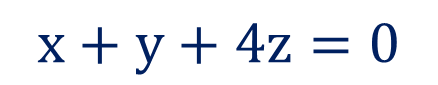 x + y + 4z = 0